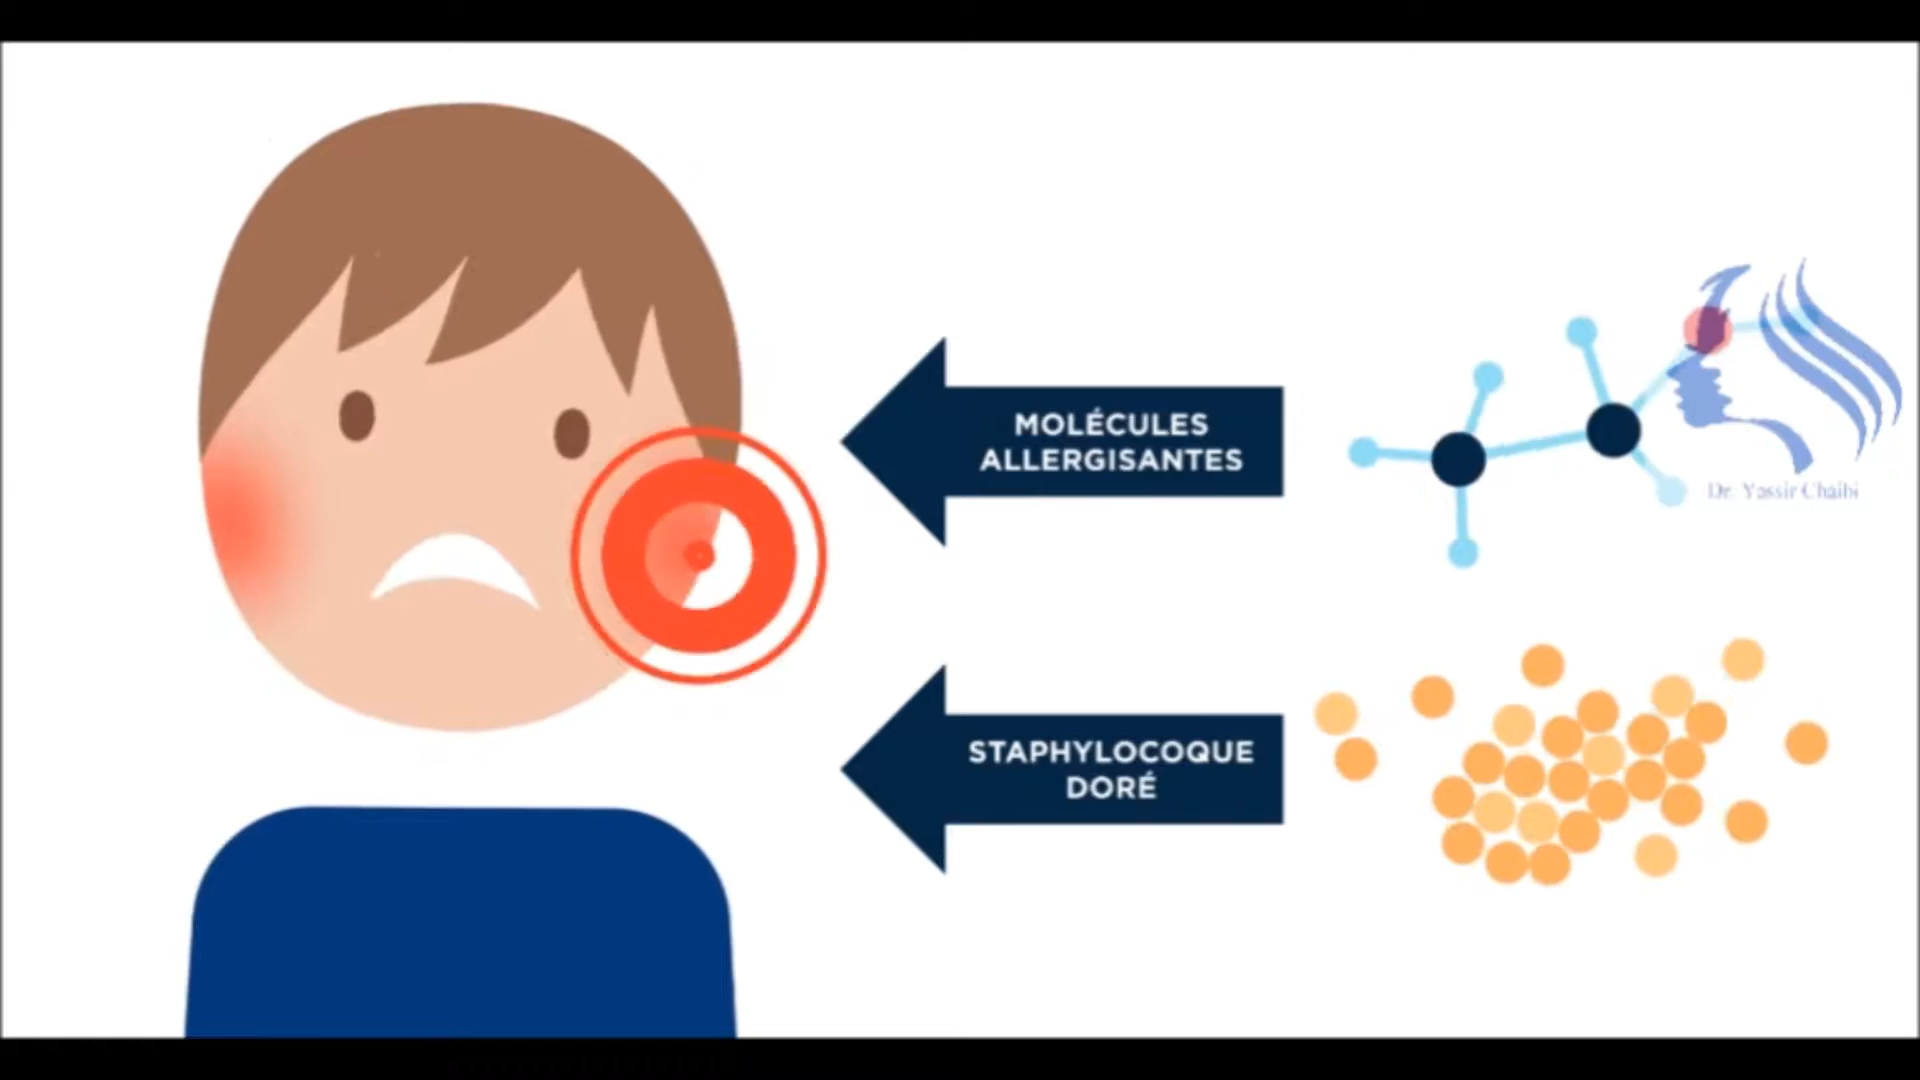 MOLÉCULES
ALLERGISANTES
Dr. Yassir Chaibi
STAPHYLOCOQUE
DORÉ